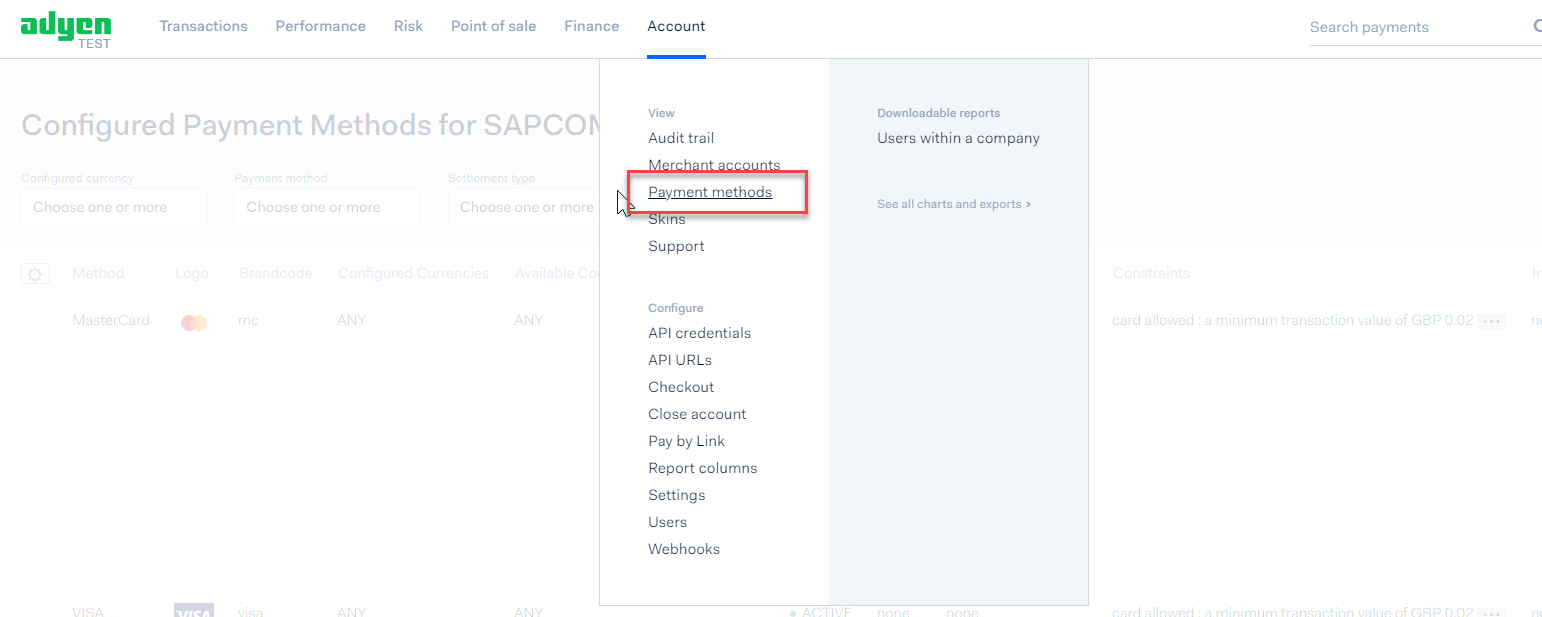 adyen
TEST
Transactions Performance Risk Point of sale Finance Account
Search payments
Configured Payment Methods for SAPCOM
Configured currency Payment method Settlement type
Choose one or more Choose one or more Choose one or more
Method Logo Brandcode Configured Currencies Available Cou
Constraints
MasterCard mc ANY ANY
card allowed : a minimum transaction value of GBP 0.02 •••
View
Audit trail
Merchant accounts
Payment methods
Skins
Support
Configure
API credentials
API URLs
Checkout
Close account
Pay by Link
Report columns
Settings
Users
Webhooks
Downloadable reports
Users within a company
See all charts and exports ›
VISA VISA visa ANY ANY ACTIVE none none card allowed : a minimum transaction value of GBP 0.02 •••